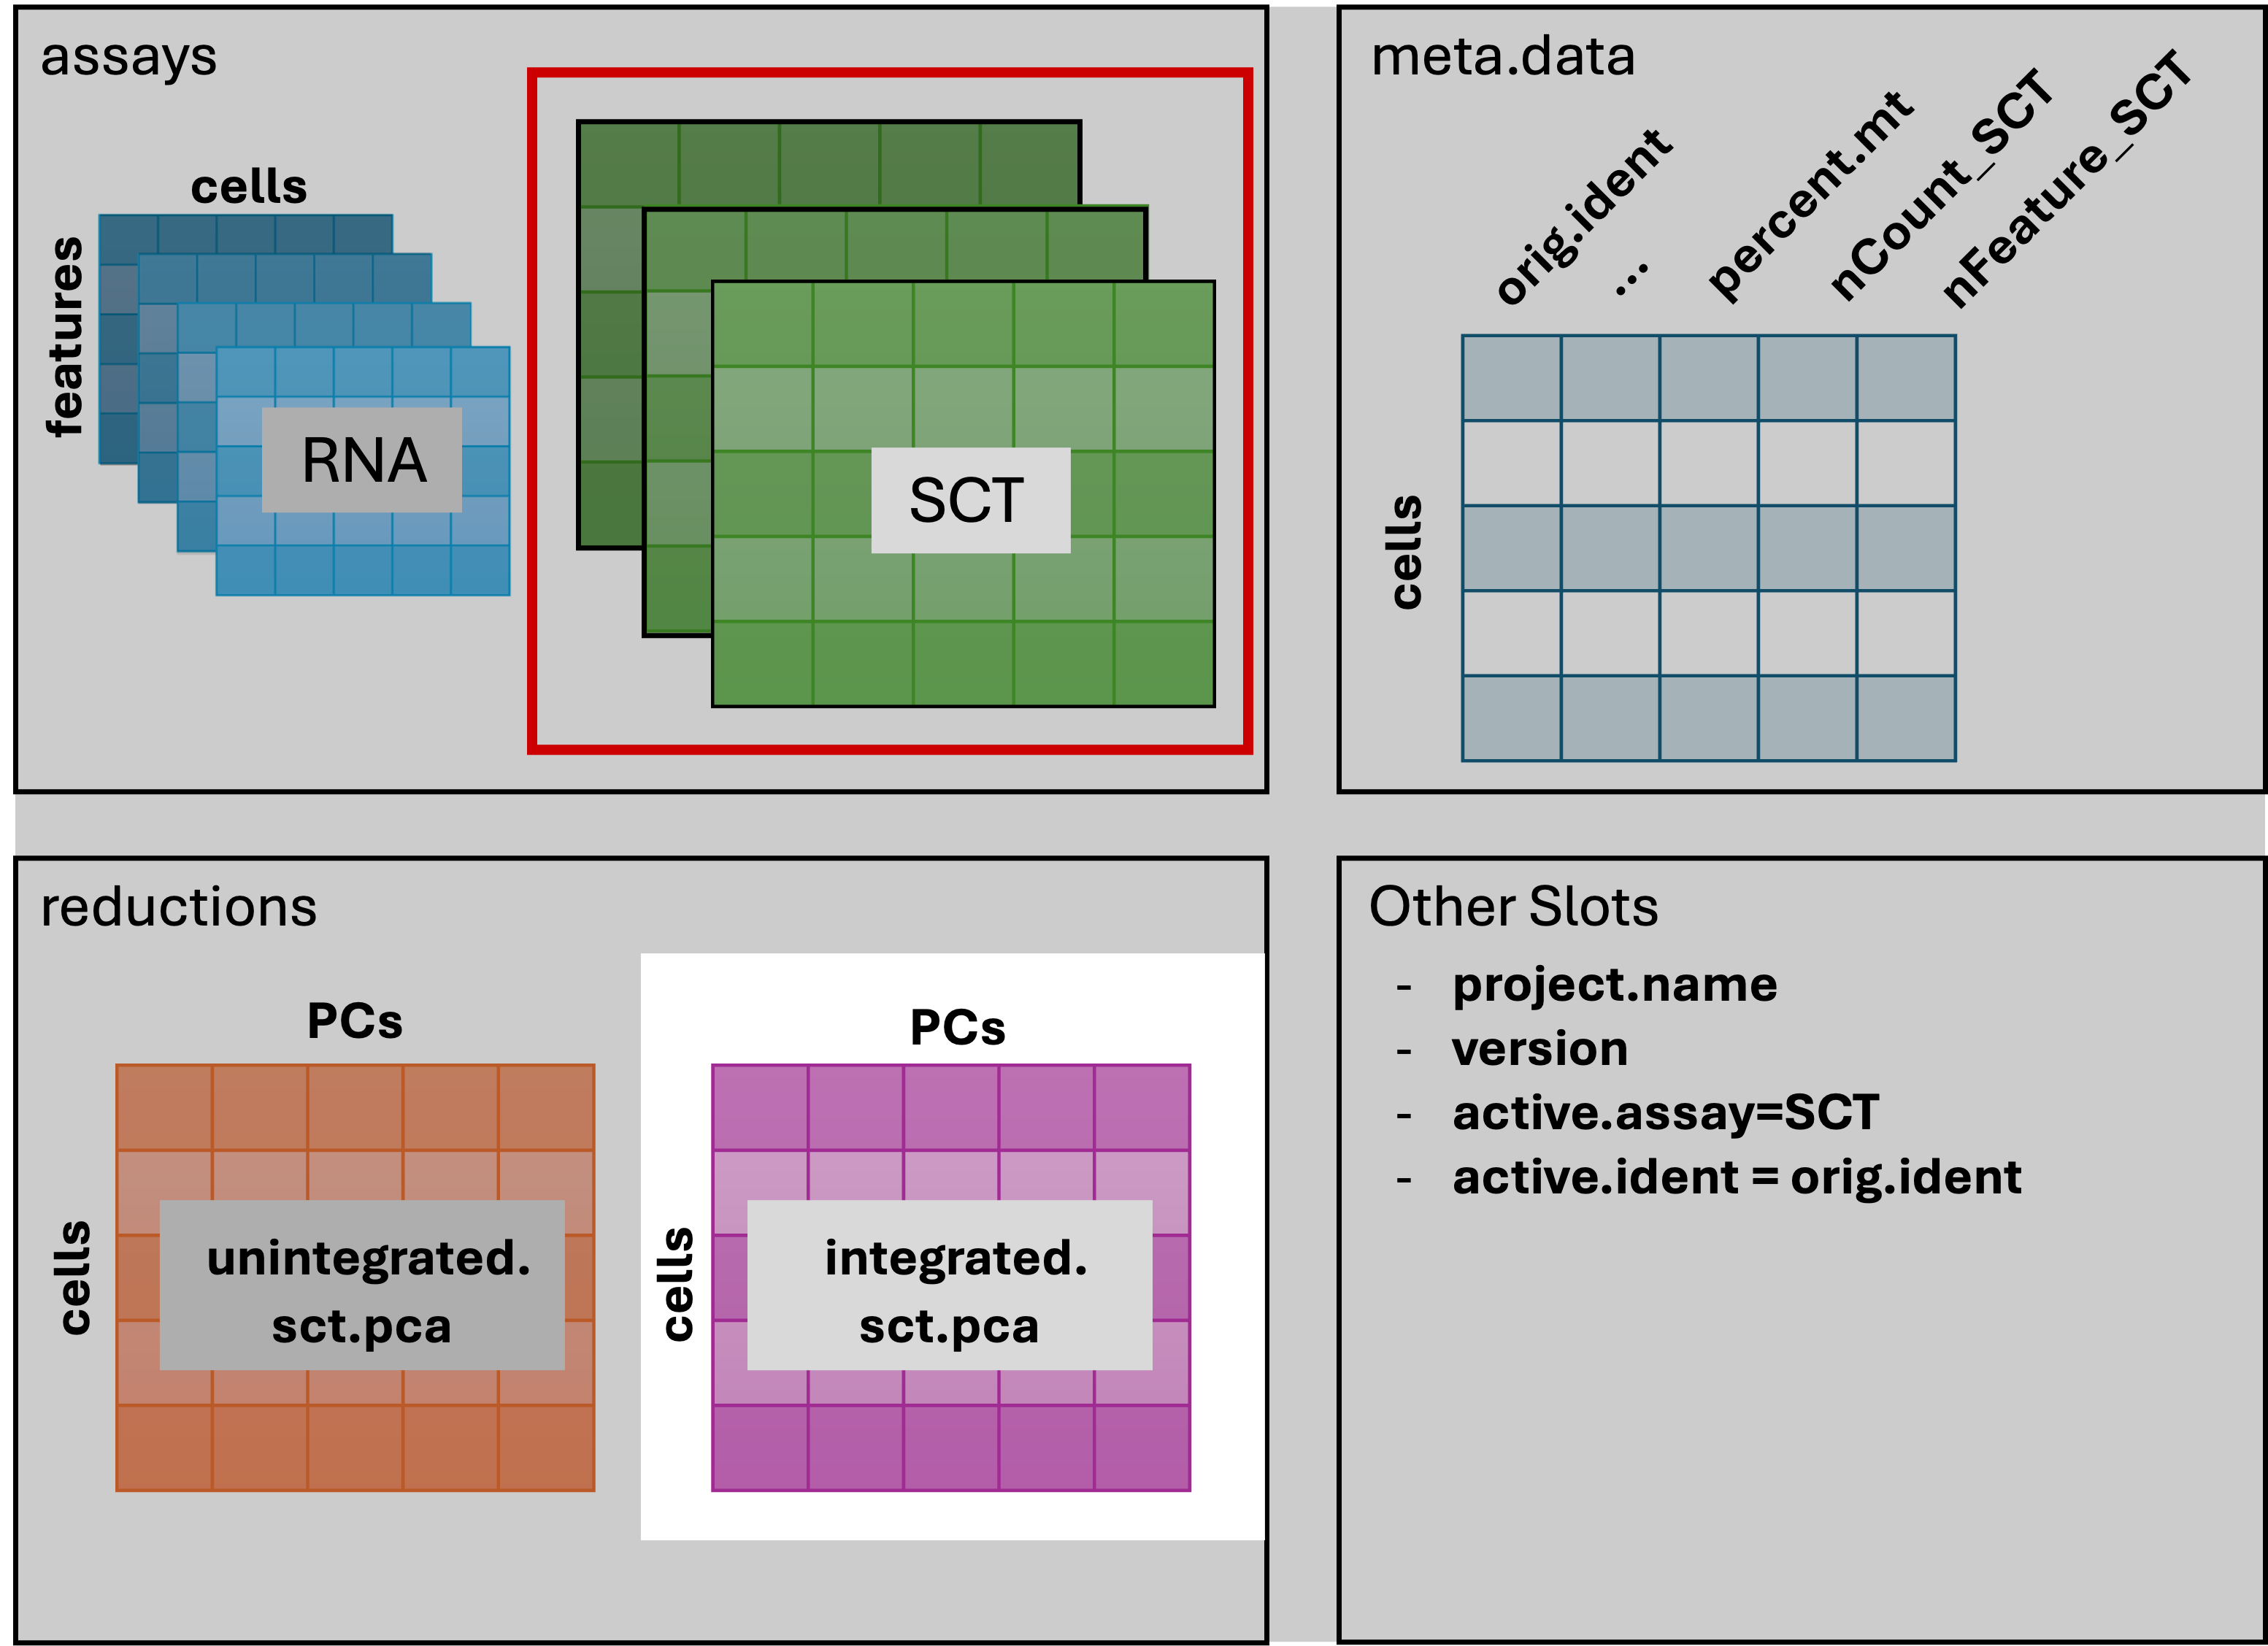 assays
cells
features
RNA
SCT
meta.data
orig.ident
...
percent.mt
nCount_SCT
nFeature_SCT
cells
reductions
PCs
cells
unintegrated.
sct.pca
PCs
cells
integrated.
sct.pca
Other Slots
- project.name
- version
- active.assay=SCT
- active.ident = orig.ident